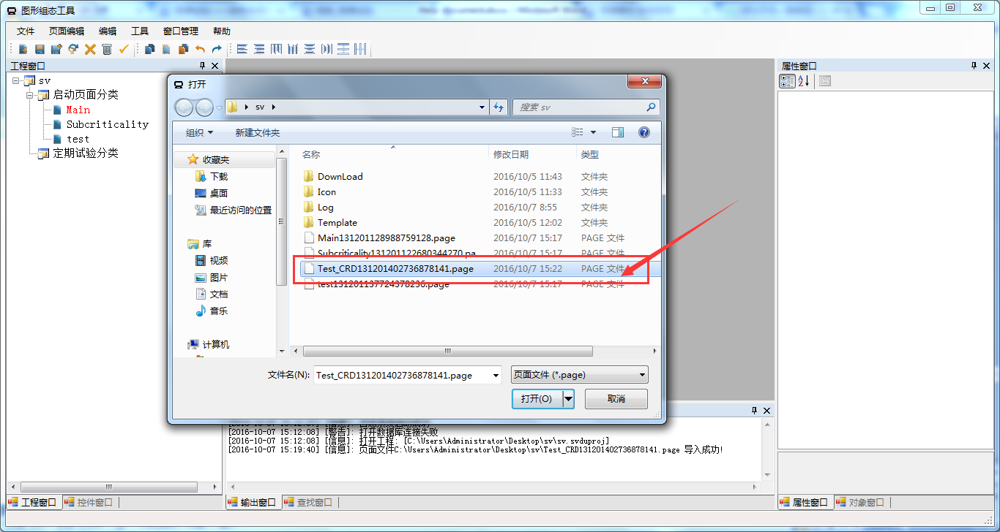 图形组态工具
文件 页面编辑 编辑 工具 窗口管理 帮助
工程窗口
sv
启动页面分类
Main
Subcriticality
test
定期试验分类
打开
sv
搜索 sv
组织 新建文件夹
收藏夹
下载
桌面
最近访问的位置
库
视频
图片
文档
音乐
计算机
名称 修改日期 类型
DownLoad 2016/10/5 11:43 文件夹
Icon 2016/10/5 11:33 文件夹
Log 2016/10/7 8:55 文件夹
Template 2016/10/5 12:02 文件夹
Main131201128988759128.page 2016/10/7 15:17 PAGE 文件
Subcriticality131201122680344270.pa 2016/10/7 15:17 PAGE 文件
Test_CRD131201402736878141.page 2016/10/7 15:22 PAGE 文件
test131201137724378236.page 2016/10/7 15:17 PAGE 文件
文件名(N): Test_CRD131201402736878141.page 页面文件 (*.page)
打开(O) 取消
属性窗口
[2016-10-07 15:12:08] [警告]: 打开数据库连接失败
[2016-10-07 15:12:08] [信息]: 打开工程: [C:\Users\Administrator\Desktop\sv\sv.svduproj]
[2016-10-07 15:19:40] [信息]: 页面文件C:\Users\Administrator\Desktop\sv\Test_CRD131201402736878141.page 导入成功!
工程窗口 控件窗口
输出窗口 查找窗口
属性窗口 对象窗口